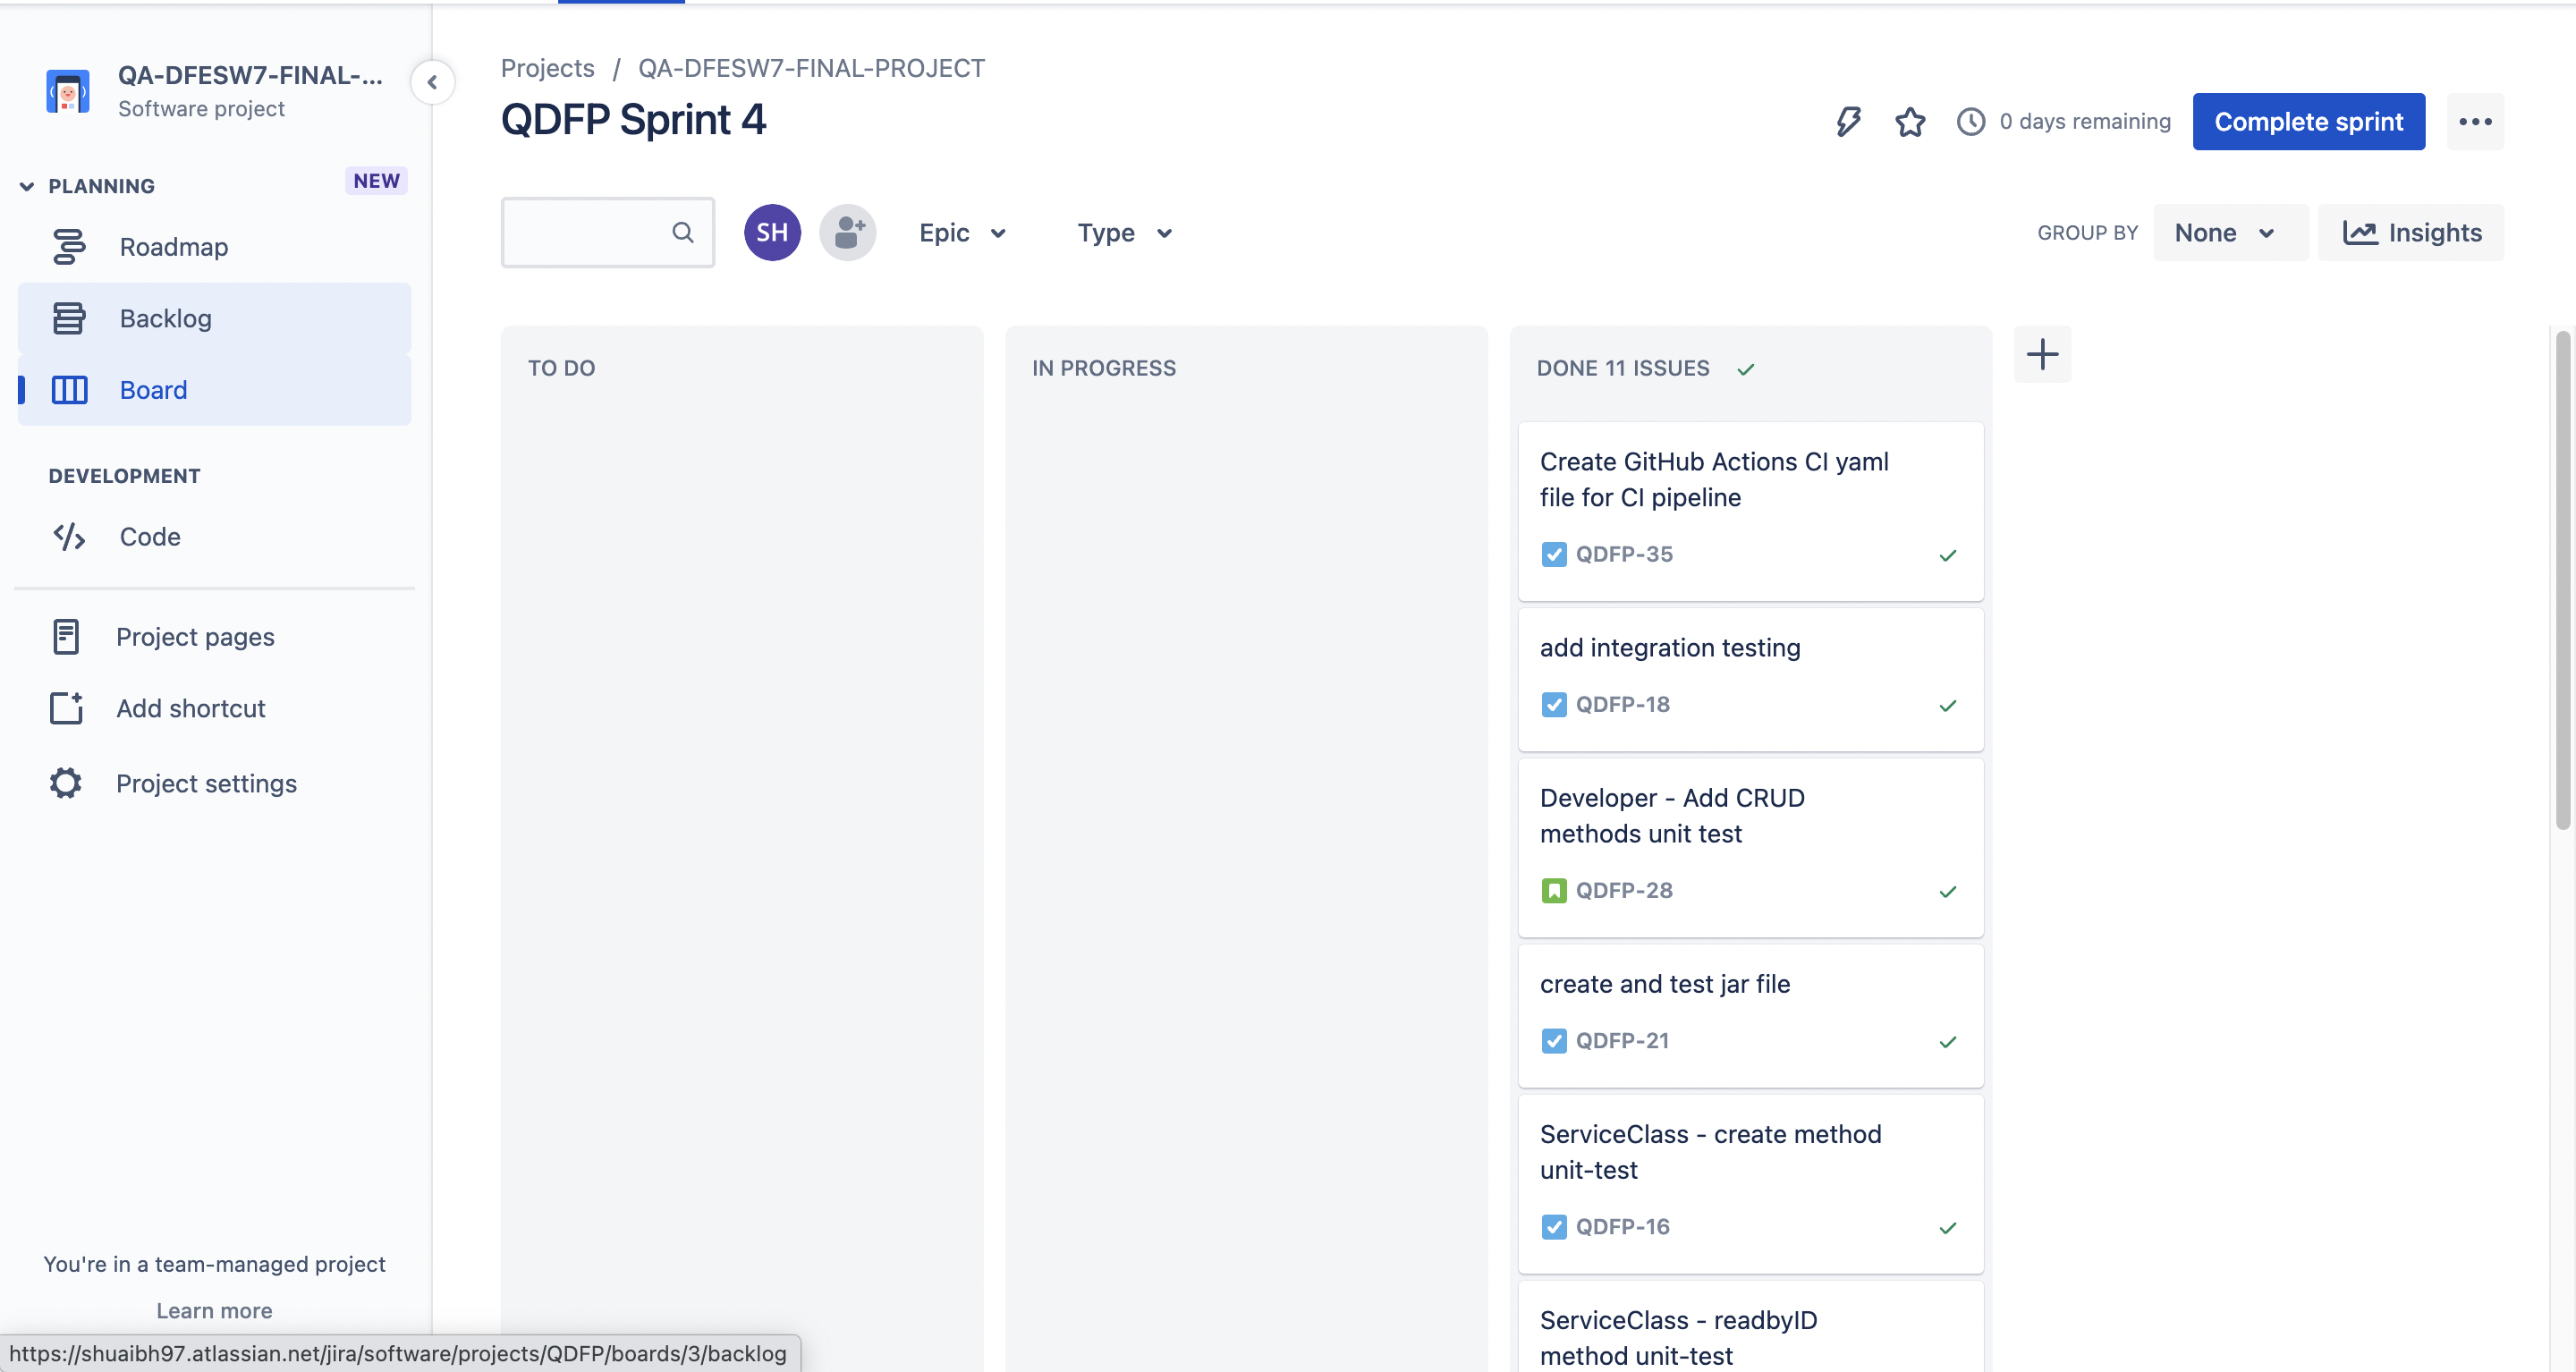 QA-DFESW7-FINAL-...
Software project
PLANNING
NEW
Roadmap
Backlog
Board
DEVELOPMENT
Code
Project pages
Add shortcut
Project settings
You're in a team-managed project
Learn more
https://shuaibh97.atlassian.net/jira/software/projects/QDFP/boards/3/backlog
Projects / QA-DFESW7-FINAL-PROJECT
QDFP Sprint 4
0 days remaining
Complete sprint
SH
Epic
Type
GROUP BY
None
Insights
TO DO
IN PROGRESS
DONE 11 ISSUES
Create GitHub Actions CI yaml
file for CI pipeline
QDFP-35
add integration testing
QDFP-18
Developer - Add CRUD
methods unit test
QDFP-28
create and test jar file
QDFP-21
ServiceClass - create method
unit-test
QDFP-16
ServiceClass - readbyID
method unit-test